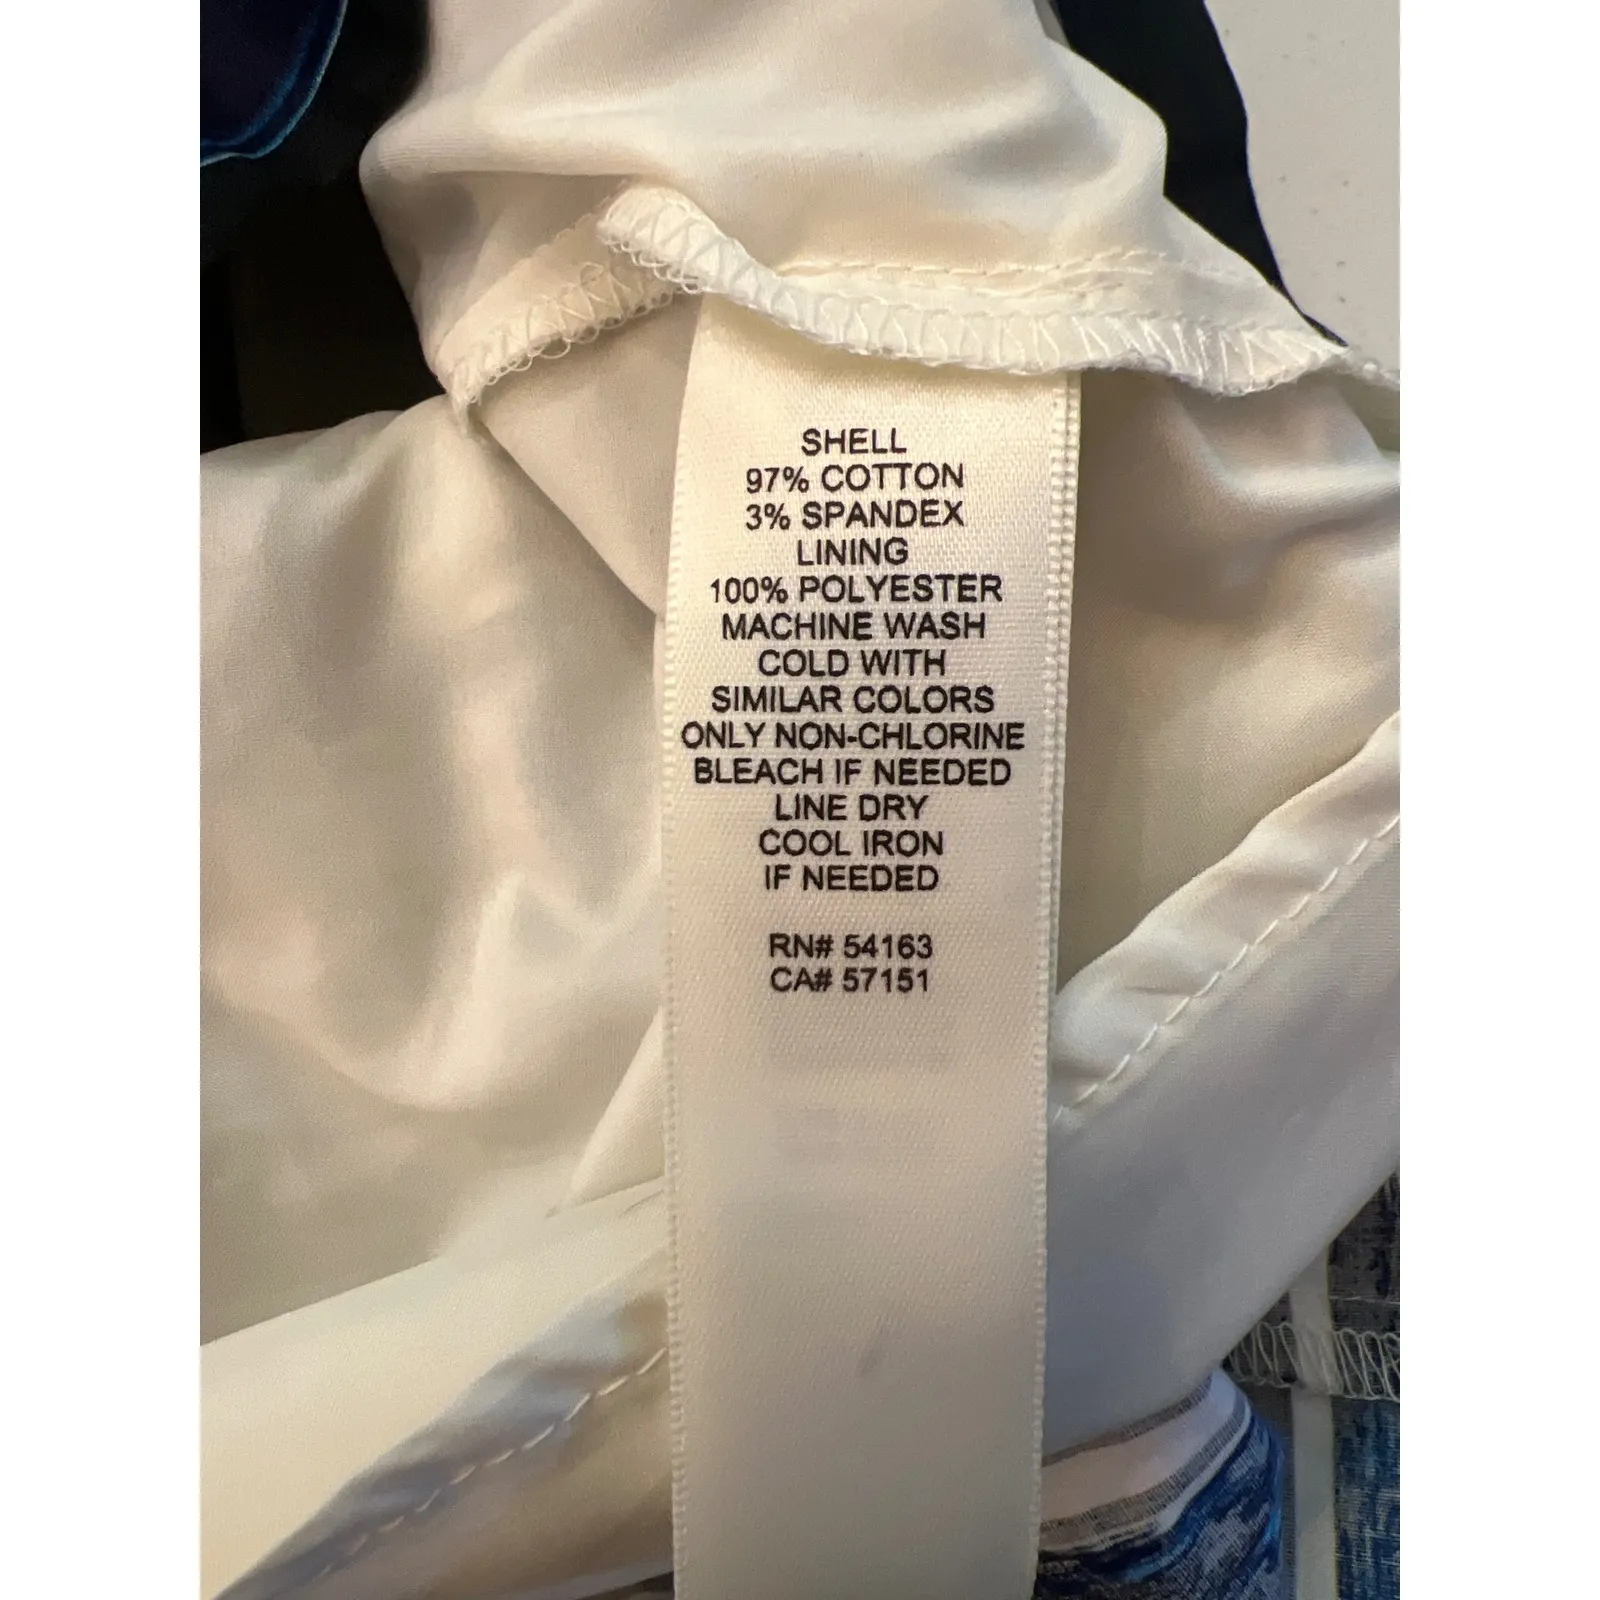 SHELL
97% COTTON
3% SPANDEX
LINING
100% POLYESTER
MACHINE WASH
COLD WITH
SIMILAR COLORS
ONLY NON-CHLORINE
BLEACH IF NEEDED
LINE DRY
COOL IRON
IF NEEDED
RN# 54163
CA# 57151